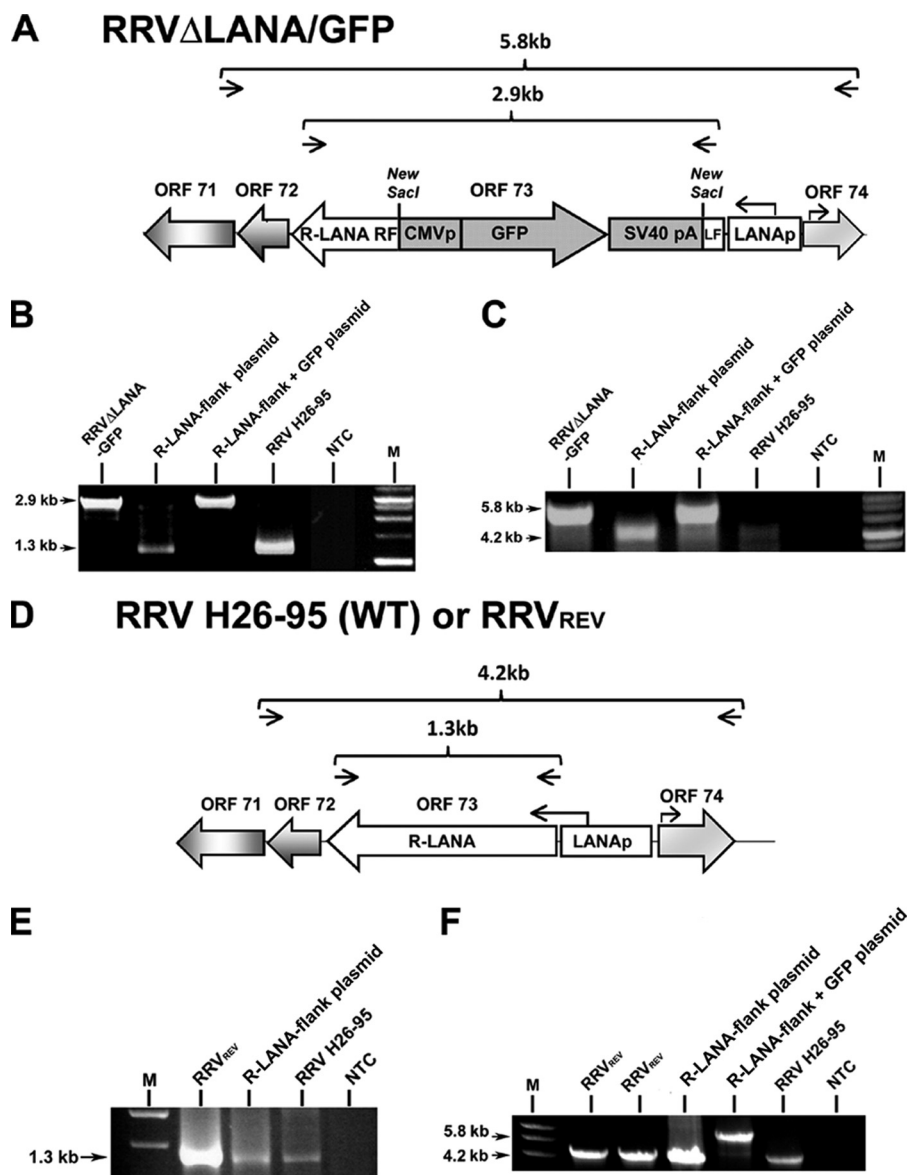 A RRVΔLANA/GFP
5.8kb
2.9kb
ORF 71 ORF 72 New SacI ORF 73 New SacI ORF 74
R-LANA RF CMVp GFP SV40 pA LF LANAp
B
RRVΔLANA -GFP
R-LANA-flank plasmid
R-LANA-flank + GFP plasmid
RRV H26-95
NTC
M
2.9 kb
1.3 kb
C
RRVΔLANA -GFP
R-LANA-flank plasmid
R-LANA-flank + GFP plasmid
RRV H26-95
NTC
M
5.8 kb
4.2 kb
D RRV H26-95 (WT) or RRVREV
4.2kb
1.3kb
ORF 71 ORF 72 ORF 73 ORF 74
R-LANA LANAp
E
M
RRVREV
R-LANA-flank plasmid
RRV H26-95
NTC
1.3 kb
F
M
RRVREV
RRVREV
R-LANA-flank plasmid
R-LANA-flank + GFP plasmid
RRV H26-95
NTC
5.8 kb
4.2 kb